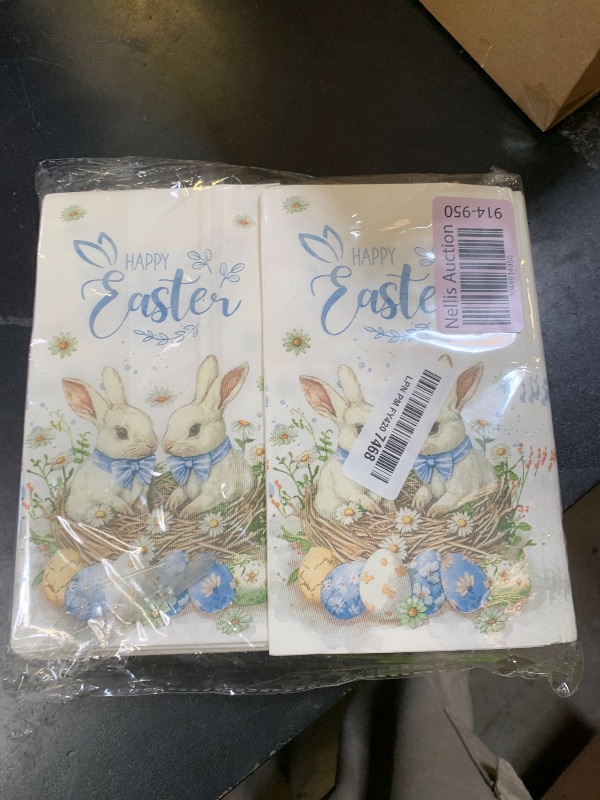 HAPPY
Easter
HAPPY
Easte
Nellis Auction
914-950
LPN PM FY420 7468